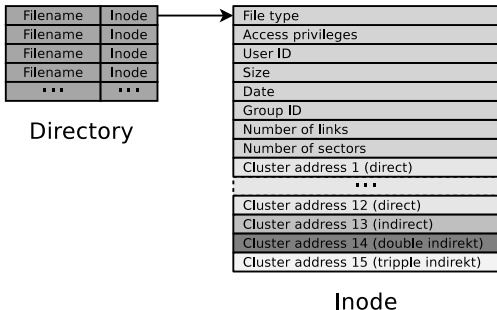 Filename Inode
Filename Inode
Filename Inode
Filename Inode
... ...
Directory
File type
Access privileges
User ID
Size
Date
Group ID
Number of links
Number of sectors
Cluster address 1 (direct)
...
Cluster address 12 (direct)
Cluster address 13 (indirect)
Cluster address 14 (double indirekt)
Cluster address 15 (tripple indirekt)
Inode